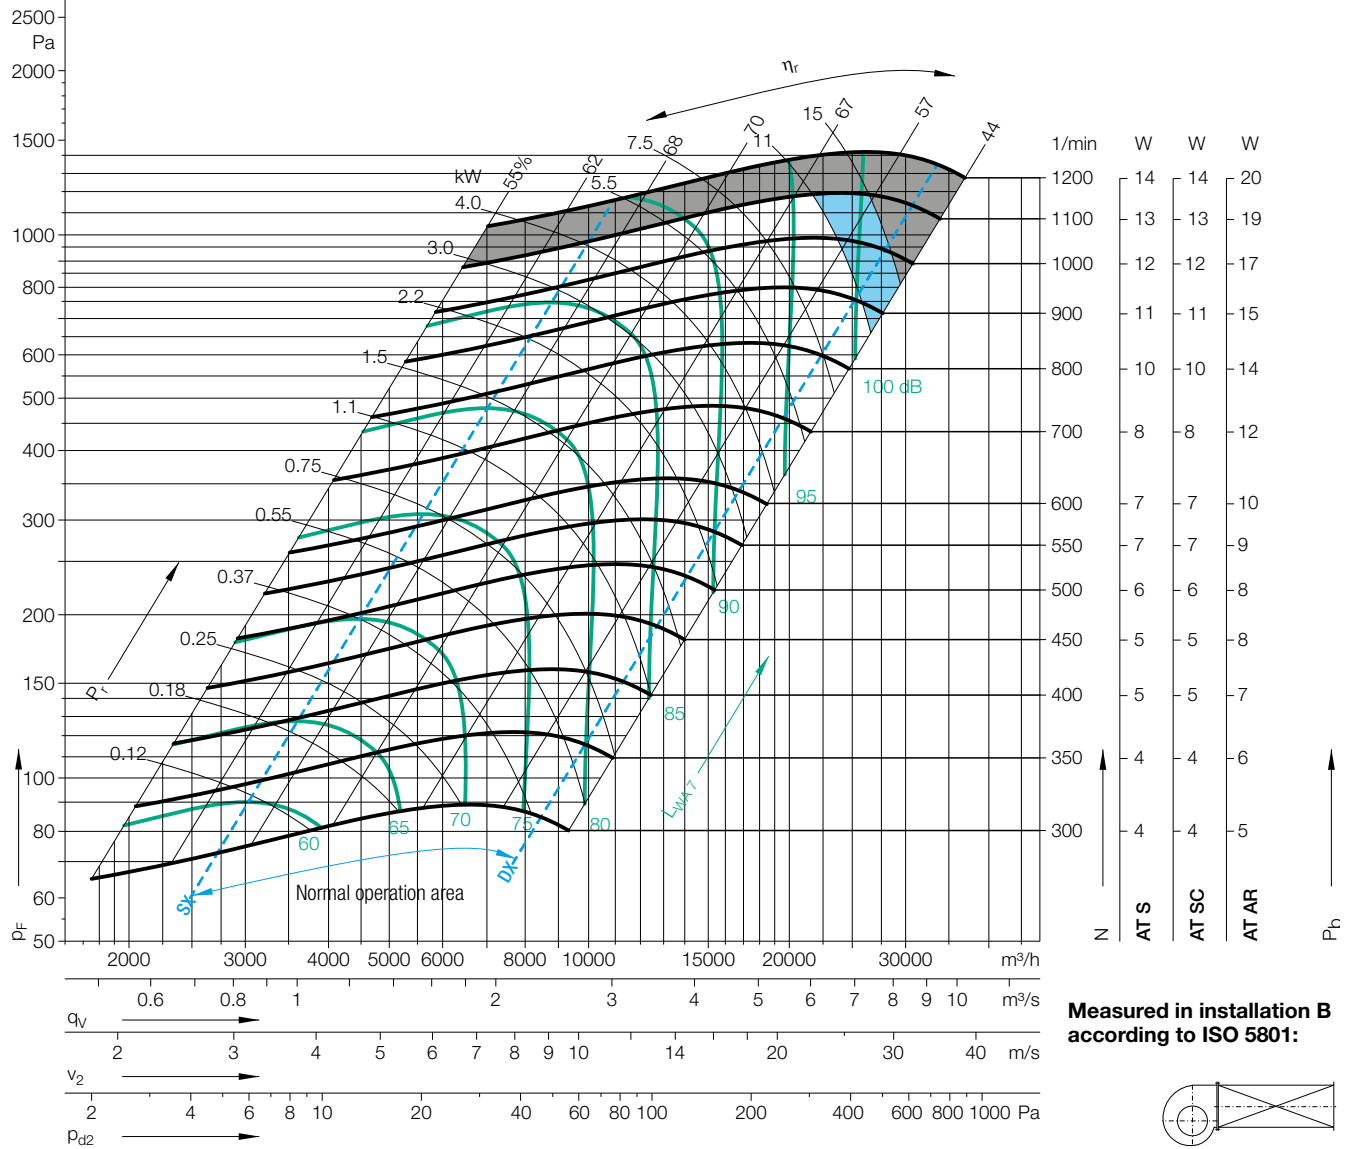 2500
Pa
2000
1500
1000
800
600
500
400
300
200
150
100
80
60
50
pF
Pr
ηr
kW
55%
62
68
70
67
57
44
15
11
7.5
5.5
4.0
3.0
2.2
1.5
1.1
0.75
0.55
0.37
0.25
0.18
0.12
100 dB
95
90
85
80
75
70
65
60
LWA 7
SX
DX
Normal operation area
1/min W W W
1200 14 14 20
1100 13 13 19
1000 12 12 17
900 11 11 15
800 10 10 14
700 8 8 12
600 7 7 10
550 7 7 9
500 6 6 8
450 5 5 8
400 5 5 7
350 4 4 6
300 4 4 5
N
AT S
AT SC
AT AR
Pb
2000 3000 4000 5000 6000 8000 10000 15000 20000 30000 m³/h
0.6 0.8 1 2 3 4 5 6 7 8 9 10 m³/s
qV
2 3 4 5 6 7 8 9 10 14 20 30 40 m/s
v2
2 4 6 8 10 20 40 60 80 100 200 400 600 800 1000 Pa
pd2
Measured in installation B
according to ISO 5801: